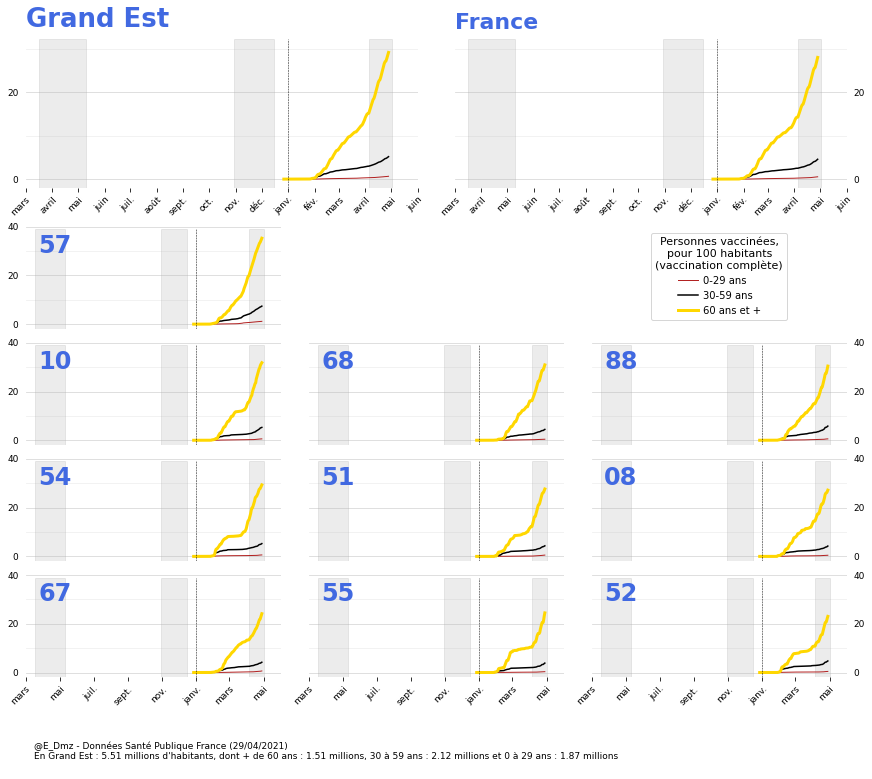 Grand Est
France
20
0
20
0
mars avril mai juin juil. août sept. oct. nov. déc. janv. fév. mars avril mai juin
mars avril mai juin juil. août sept. oct. nov. déc. janv. fév. mars avril mai juin
40
20
0
57
Personnes vaccinées,
pour 100 habitants
(vaccination complète)
0-29 ans
30-59 ans
60 ans et +
40
20
0
10
68
88
40
20
0
40
20
0
54
51
08
40
20
0
40
20
0
67
55
52
40
20
0
mars mai juil. sept. nov. janv. mars mai
mars mai juil. sept. nov. janv. mars mai
mars mai juil. sept. nov. janv. mars mai
@E_Dmz - Données Santé Publique France (29/04/2021)
En Grand Est : 5.51 millions d'habitants, dont + de 60 ans : 1.51 millions, 30 à 59 ans : 2.12 millions et 0 à 29 ans : 1.87 millions